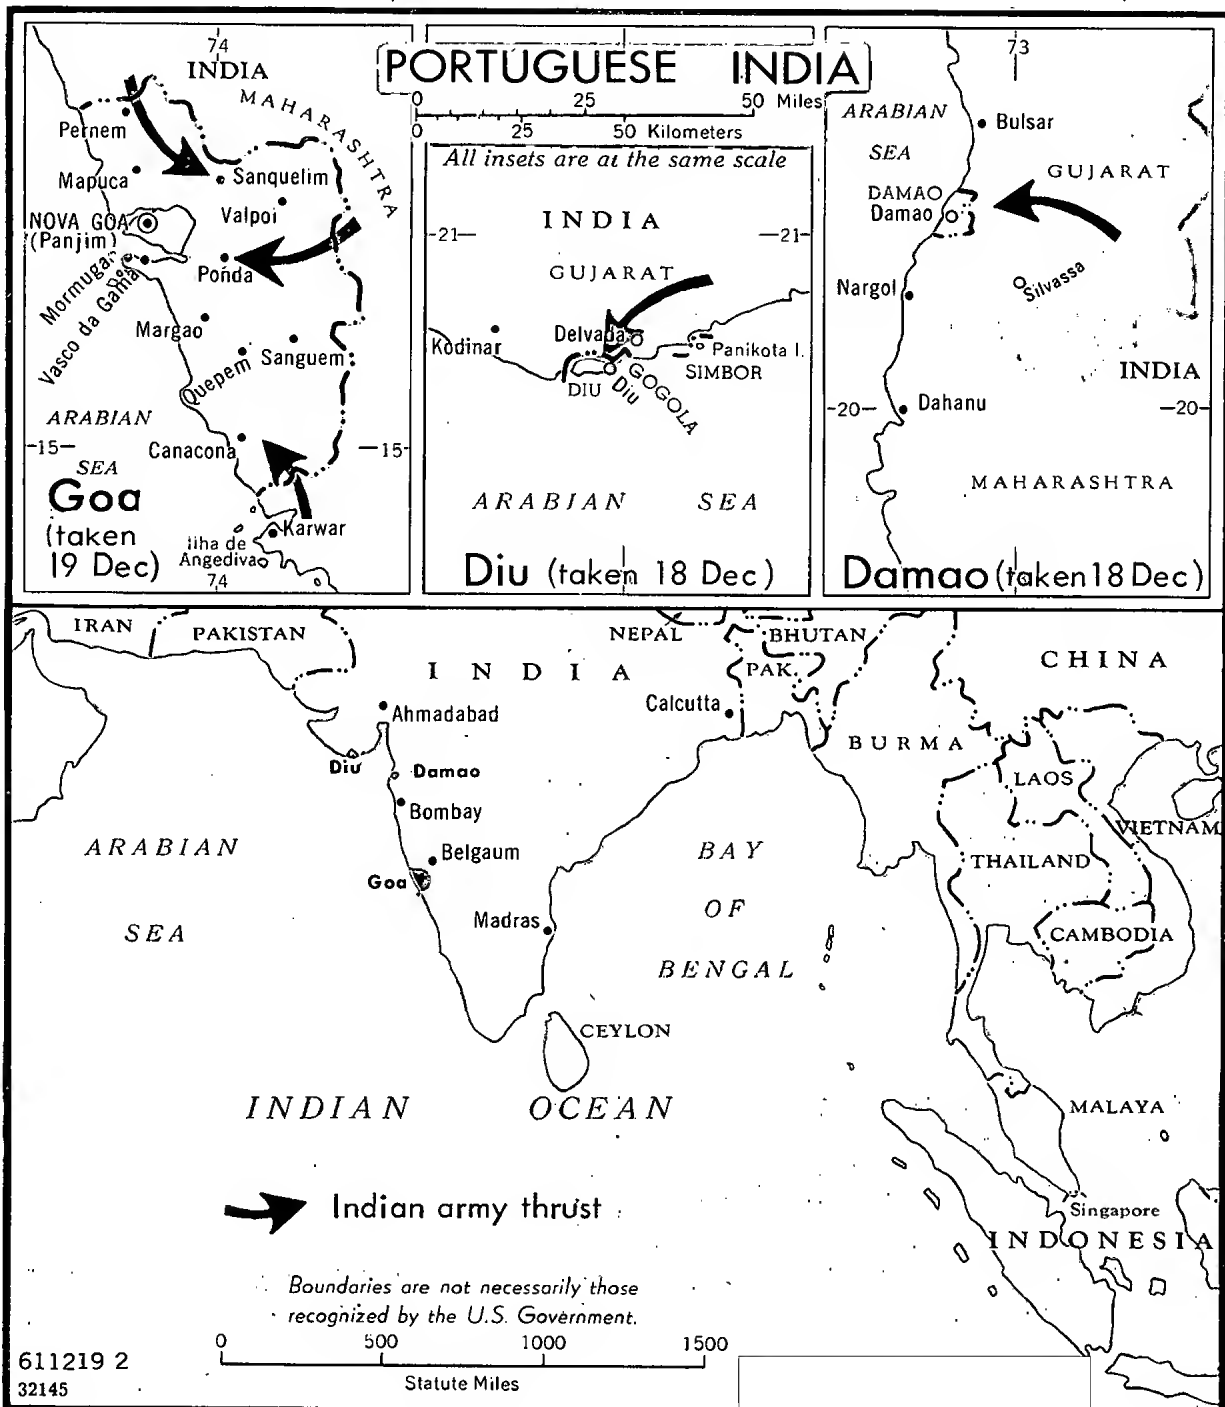 PORTUGUESE INDIA
0 25 50 Miles
0 25 50 Kilometers
All insets are at the same scale
74
INDIA
MAHARASHTRA
Pernem
Mapuca
Sanquelim
Valpoi
NOVA GOA
(Panjim)
Mormugao
Vasco da Gama
Ponda
Margao
Sanguem
Quepem
ARABIAN
SEA
15
15
Canacona
Goa
(taken
19 Dec)
Karwar
Ilha de
Angediva
74
INDIA
21
21
GUJARAT
Delvada
Kodinar
Panikota I.
SIMBOR
DIU
Diu
GOGOLA
ARABIAN SEA
Diu (taken 18 Dec)
73
ARABIAN
SEA
Bulsar
GUJARAT
DAMAO
Damao
Silvassa
Nargol
INDIA
20
Dahanu
20
MAHARASHTRA
Damao (taken 18 Dec)
IRAN
PAKISTAN
NEPAL
BHUTAN
INDIA
PAK.
CHINA
Ahmadabad
Calcutta
BURMA
Diu
Damao
LAOS
Bombay
VIETNAM
ARABIAN
SEA
Belgaum
BAY
OF
BENGAL
THAILAND
Goa
Madras
CAMBODIA
CEYLON
INDIAN OCEAN
MALAYA
Indian army thrust
Singapore
INDONESIA
Boundaries are not necessarily those
recognized by the U.S. Government.
0 500 1000 1500
Statute Miles
611219 2
32145